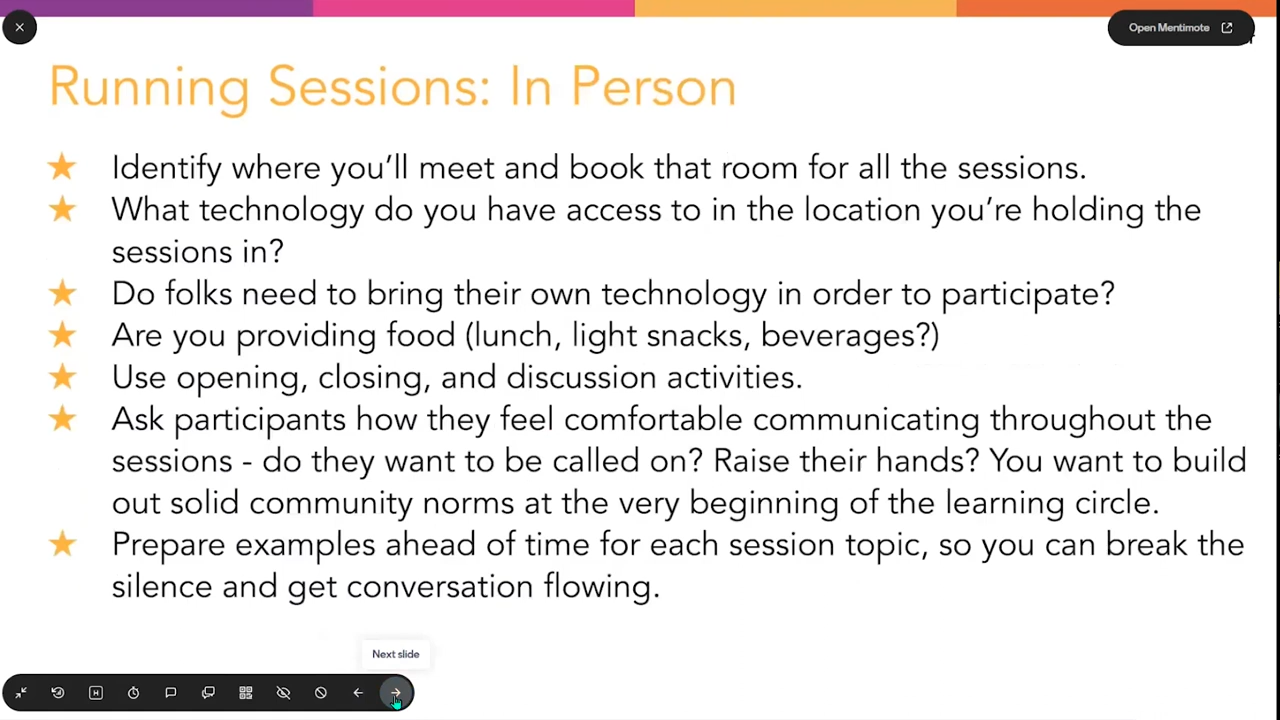 Open Mentimote
Running Sessions: In Person
★ Identify where you'll meet and book that room for all the sessions.
★ What technology do you have access to in the location you're holding the
sessions in?
★ Do folks need to bring their own technology in order to participate?
★ Are you providing food (lunch, light snacks, beverages?)
★ Use opening, closing, and discussion activities.
★ Ask participants how they feel comfortable communicating throughout the
sessions - do they want to be called on? Raise their hands? You want to build
out solid community norms at the very beginning of the learning circle.
★ Prepare examples ahead of time for each session topic, so you can break the
silence and get conversation flowing.
Next slide
H